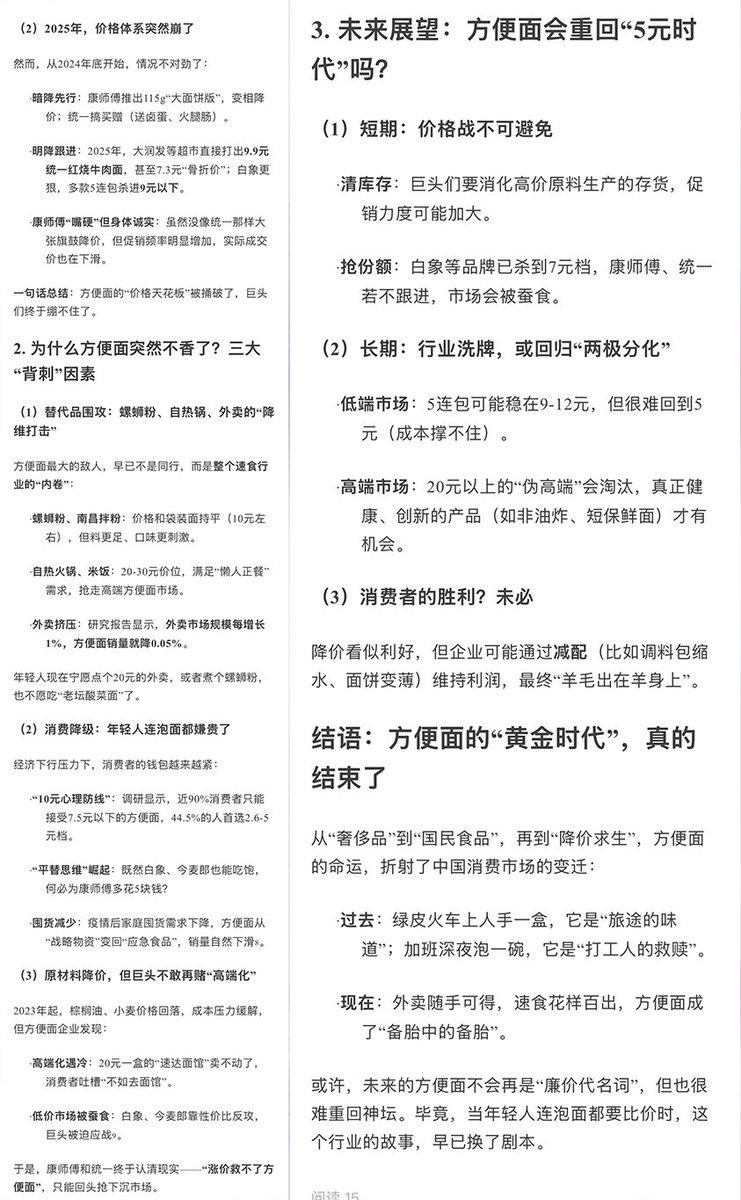 （2）2025年，价格体系突然崩了
然而，从2024年底开始，情况不对劲了：
·暗降先行：康师傅推出115g“大面饼版”，变相降
价；统一搞买赠（送卤蛋、火腿肠）。
·明降跟进：2025年，大润发等超市直接打出9.9元
统一红烧牛肉面，甚至7.3元“骨折价”；白象更
狠，多款5连包杀进9元以下。
·康师傅“嘴硬”但身体诚实：虽然没像统一那样大
张旗鼓降价，但促销频率明显增加，实际成交
价也在下滑。
一句话总结：方便面的“价格天花板”被捅破了，巨头
们终于绷不住了。
2. 为什么方便面突然不香了？三大
“背刺”因素
（1）替代品围攻：螺蛳粉、自热锅、外卖的“降
维打击”
方便面最大的敌人，早已不是同行，而是整个速食行
业的“内卷”：
·螺蛳粉、南昌拌粉：价格和袋装面持平（10元左
右），但料更足、口味更刺激。
·自热火锅、米饭：20-30元价位，满足“懒人正餐”
需求，抢走高端方便面市场。
·外卖挤压：研究报告显示，外卖市场规模每增长
1%，方便面销量就降0.05%。
年轻人现在宁愿点个20元的外卖，或者煮个螺蛳粉，
也不愿吃“老坛酸菜面”了。
（2）消费降级：年轻人连泡面都嫌贵了
经济下行压力下，消费者的钱包越来越紧：
·“10元心理防线”：调研显示，近90%消费者只能
接受7.5元以下的方便面，44.5%的人首选2.6-5
元档。
·“平替思维”崛起：既然白象、今麦郎也能吃饱，
何必为康师傅多花5块钱？
·囤货减少：疫情后家庭囤货需求下降，方便面从
“战略物资”变回“应急食品”，销量自然下滑8。
（3）原材料降价，但巨头不敢再赌“高端化”
2023年起，棕榈油、小麦价格回落，成本压力缓解，
但方便面企业发现：
·高端化遇冷：20元一盒的“速达面馆”卖不动了，
消费者吐槽“不如去面馆”。
·低价市场被蚕食：白象、今麦郎靠性价比反攻，
巨头被迫应战9。
于是，康师傅和统一终于认清现实——“涨价救不了方
便面”，只能回头抢下沉市场。
3. 未来展望：方便面会重回“5元时
代”吗？
（1）短期：价格战不可避免
·清库存：巨头们要消化高价原料生产的存货，促
销力度可能加大。
·抢份额：白象等品牌已杀到7元档，康师傅、统一
若不跟进，市场会被蚕食。
（2）长期：行业洗牌，或回归“两极分化”
·低端市场：5连包可能稳在9-12元，但很难回到5
元（成本撑不住）。
·高端市场：20元以上的“伪高端”会淘汰，真正健
康、创新的产品（如非油炸、短保鲜面）才有
机会。
（3）消费者的胜利？未必
降价看似利好，但企业可能通过减配（比如调料包缩
水、面饼变薄）维持利润，最终“羊毛出在羊身上”。
结语：方便面的“黄金时代”，真的
结束了
从“奢侈品”到“国民食品”，再到“降价求生”，方便面
的命运，折射了中国消费市场的变迁：
·过去：绿皮火车上人手一盒，它是“旅途的味
道”；加班深夜泡一碗，它是“打工人的救赎”。
·现在：外卖随手可得，速食花样百出，方便面成
了“备胎中的备胎”。
或许，未来的方便面不会再是“廉价代名词”，但也很
难重回神坛。毕竟，当年轻人连泡面都要比价时，这
个行业的故事，早已换了剧本。
阅读 15